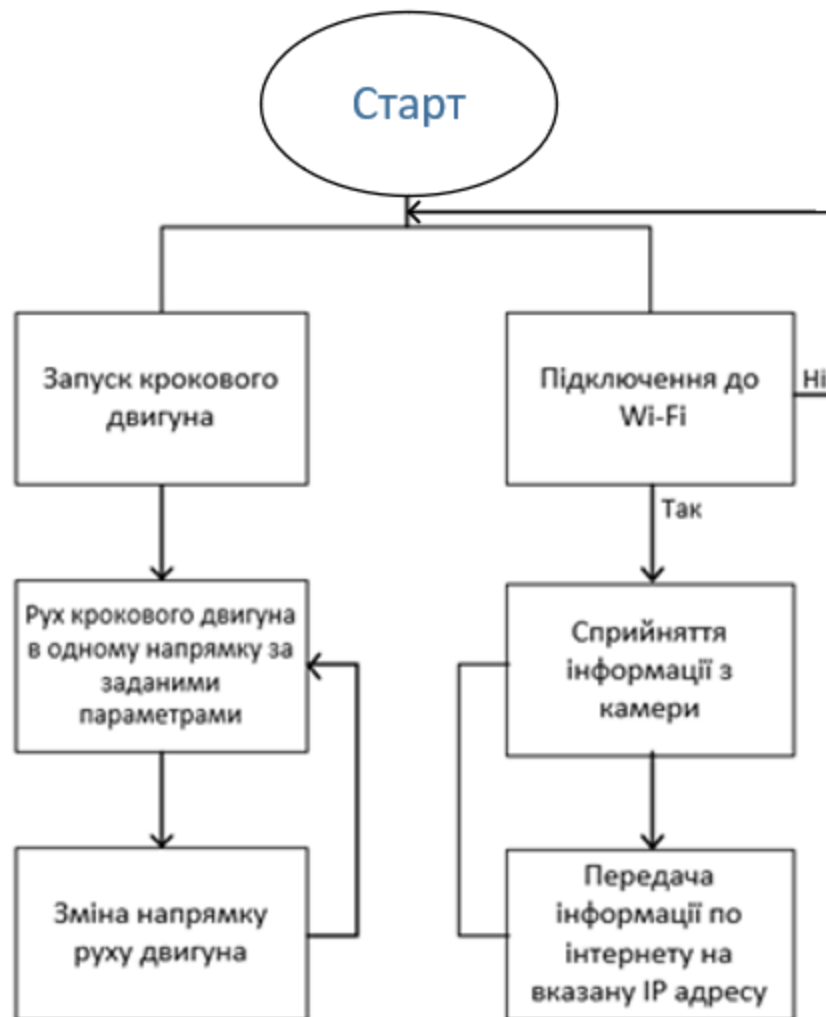 Старт
Запуск крокового
двигуна
Підключення до
Wi-Fi
Ні
Так
Рух крокового двигуна
в одному напрямку за
заданими
параметрами
Сприйняття
інформації з
камери
Зміна напрямку
руху двигуна
Передача
інформації по
інтернету на
вказану IP адресу